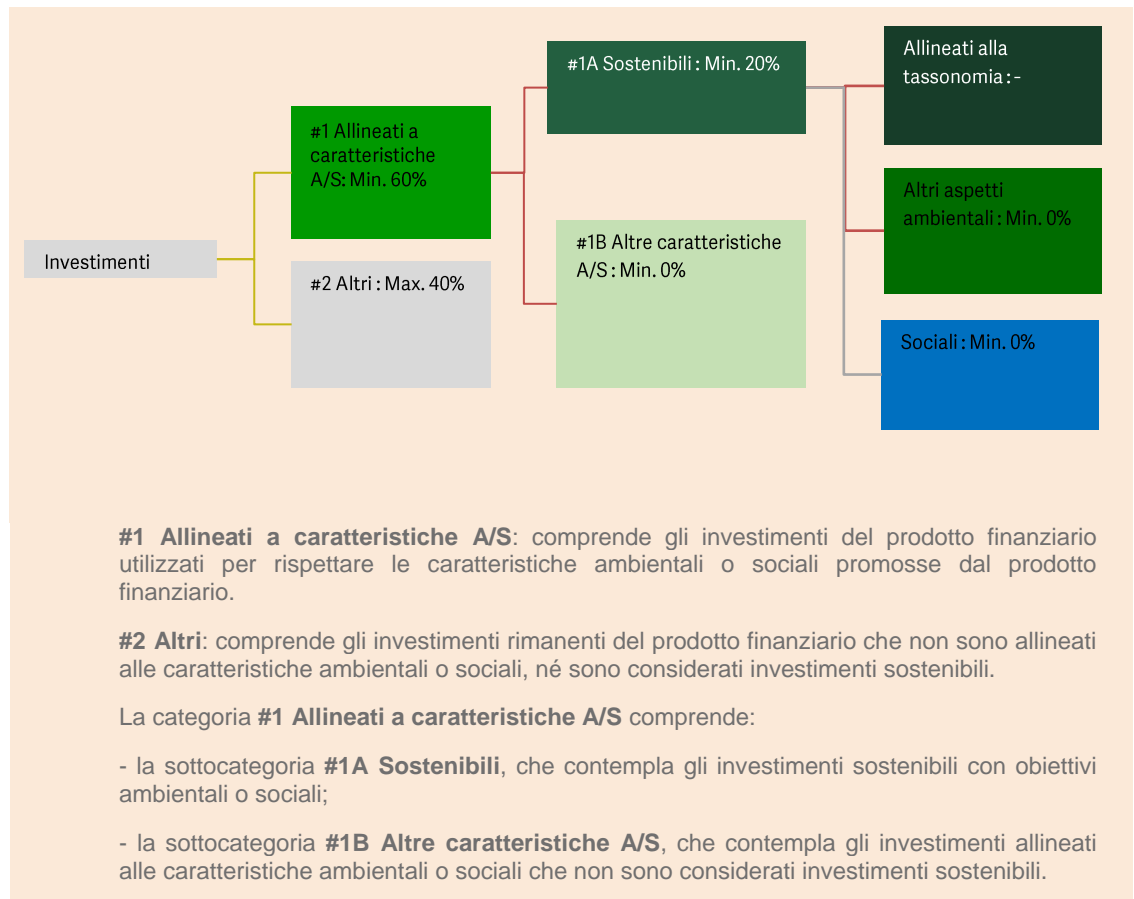 Investimenti
#1 Allineati a
caratteristiche
A/S: Min. 60%
#2 Altri : Max. 40%
#1A Sostenibili : Min. 20%
#1B Altre caratteristiche
A/S : Min. 0%
Allineati alla
tassonomia : -
Altri aspetti
ambientali : Min. 0%
Sociali : Min. 0%
#1 Allineati a caratteristiche A/S: comprende gli investimenti del prodotto finanziario
utilizzati per rispettare le caratteristiche ambientali o sociali promosse dal prodotto
finanziario.
#2 Altri: comprende gli investimenti rimanenti del prodotto finanziario che non sono allineati
alle caratteristiche ambientali o sociali, né sono considerati investimenti sostenibili.
La categoria #1 Allineati a caratteristiche A/S comprende:
- la sottocategoria #1A Sostenibili, che contempla gli investimenti sostenibili con obiettivi
ambientali o sociali;
- la sottocategoria #1B Altre caratteristiche A/S, che contempla gli investimenti allineati
alle caratteristiche ambientali o sociali che non sono considerati investimenti sostenibili.